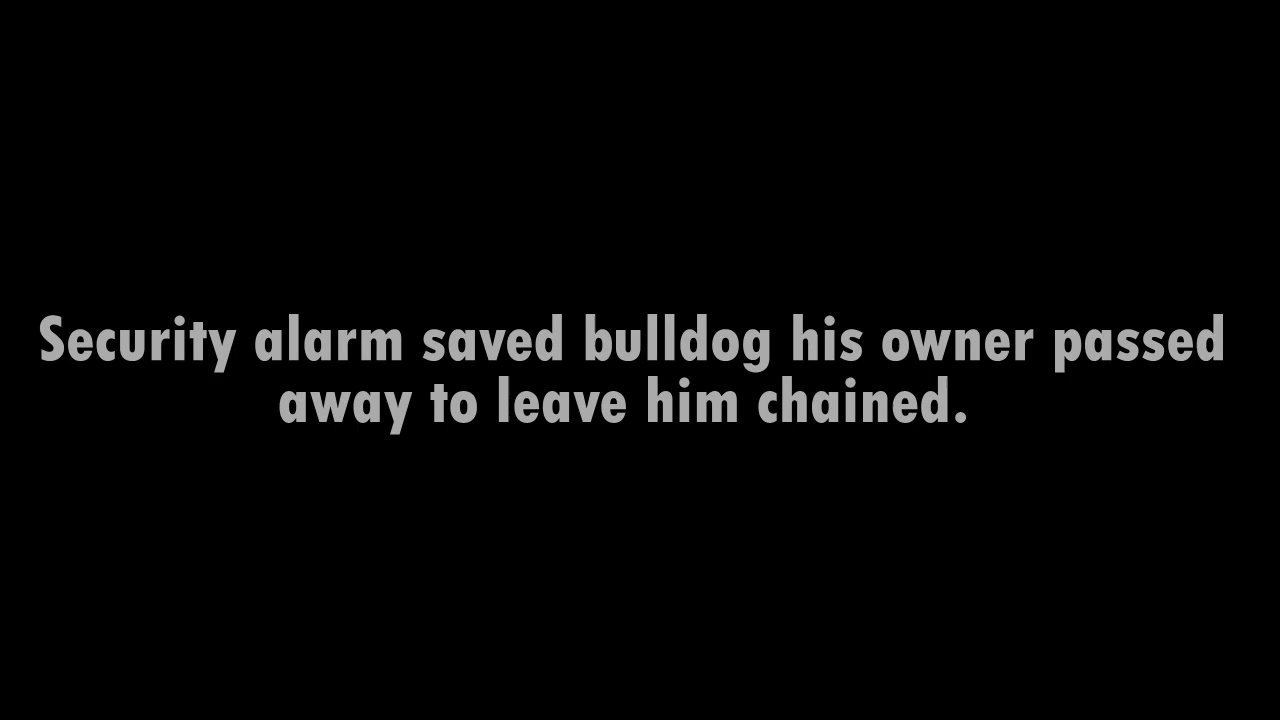 Security alarm saved bulldog his owner passed
away to leave him chained.